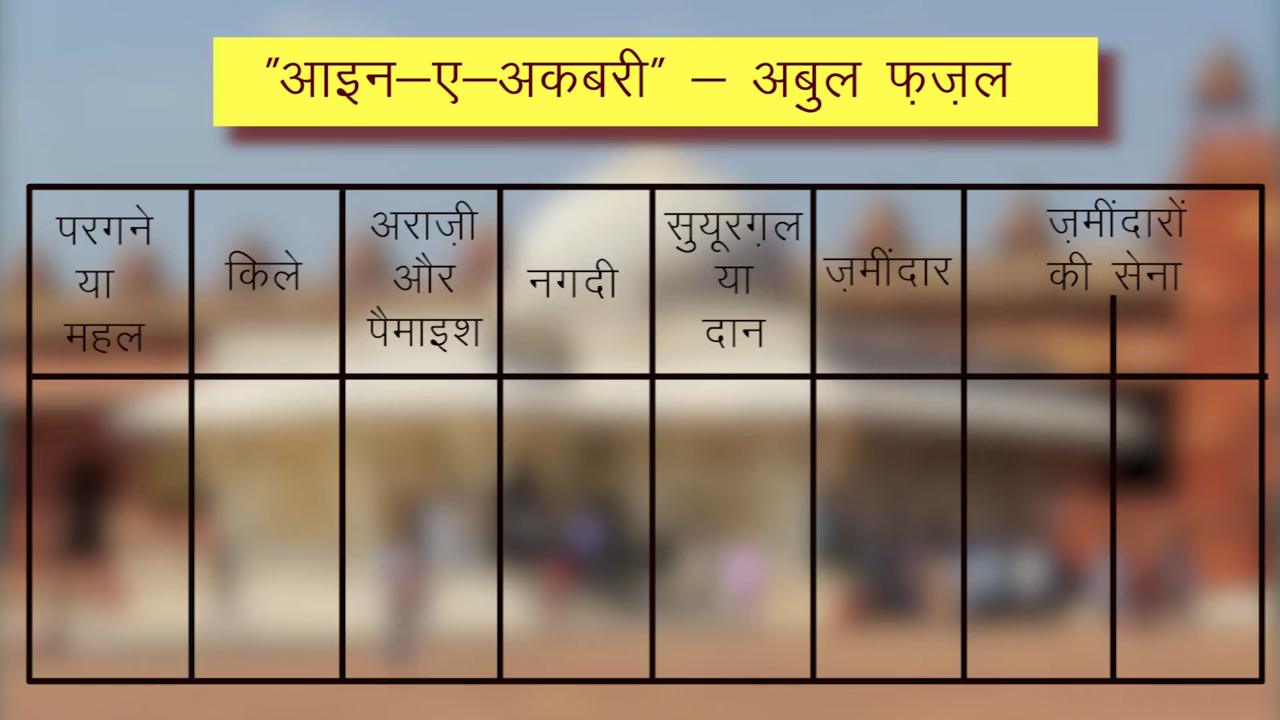 "आइन–ए–अकबरी" – अबुल फ़ज़ल
परगने
या
महल
किले
अराज़ी
और
पैमाइश
नगदी
सुयूरग़ल
या
दान
ज़मींदार
ज़मींदारों
की सेना